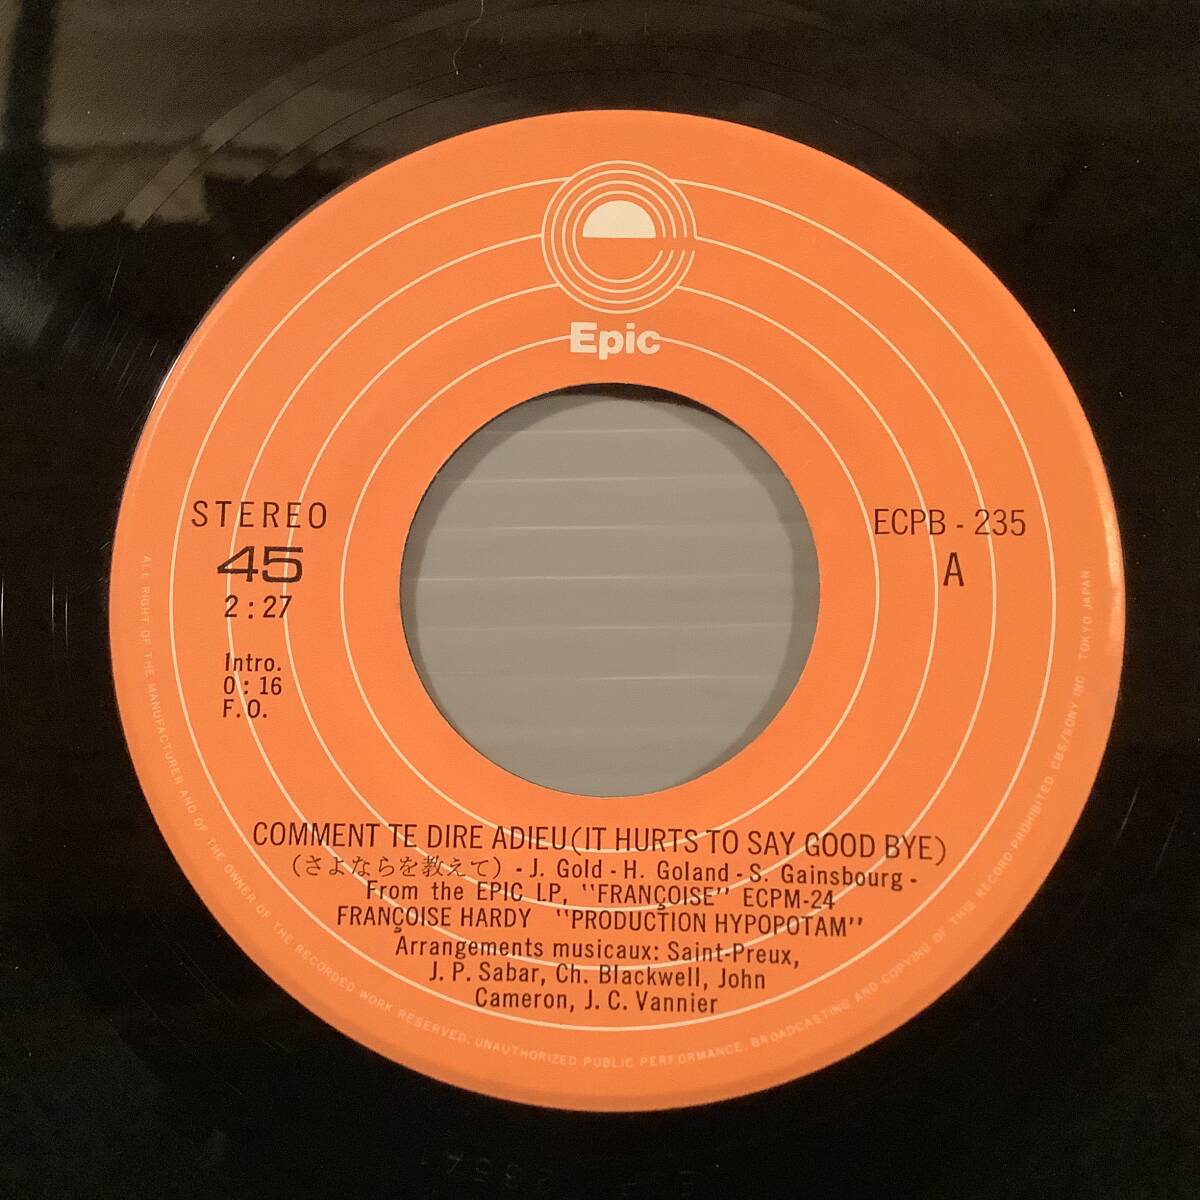 Epic
STEREO
45
2:27
Intro.
0:16
F.O.
ECPB - 235
A
COMMENT TE DIRE ADIEU(IT HURTS TO SAY GOOD BYE)
(さよならを教えて) - J. Gold - H. Goland - S. Gainsbourg -
From the EPIC LP, "FRANÇOISE" ECPM-24
FRANÇOISE HARDY "PRODUCTION HYPOPOTAM"
Arrangements musicaux: Saint-Preux,
J. P. Sabar, Ch. Blackwell, John
Cameron, J. C. Vannier
ALL RIGHT OF THE MANUFACTURER AND OF THE OWNER OF THE RECORDED WORK RESERVED. UNAUTHORIZED PUBLIC PERFORMANCE, BROADCASTING AND COPYING OF THIS RECORD PROHIBITED CBS/SONY INC. TOKYO JAPAN